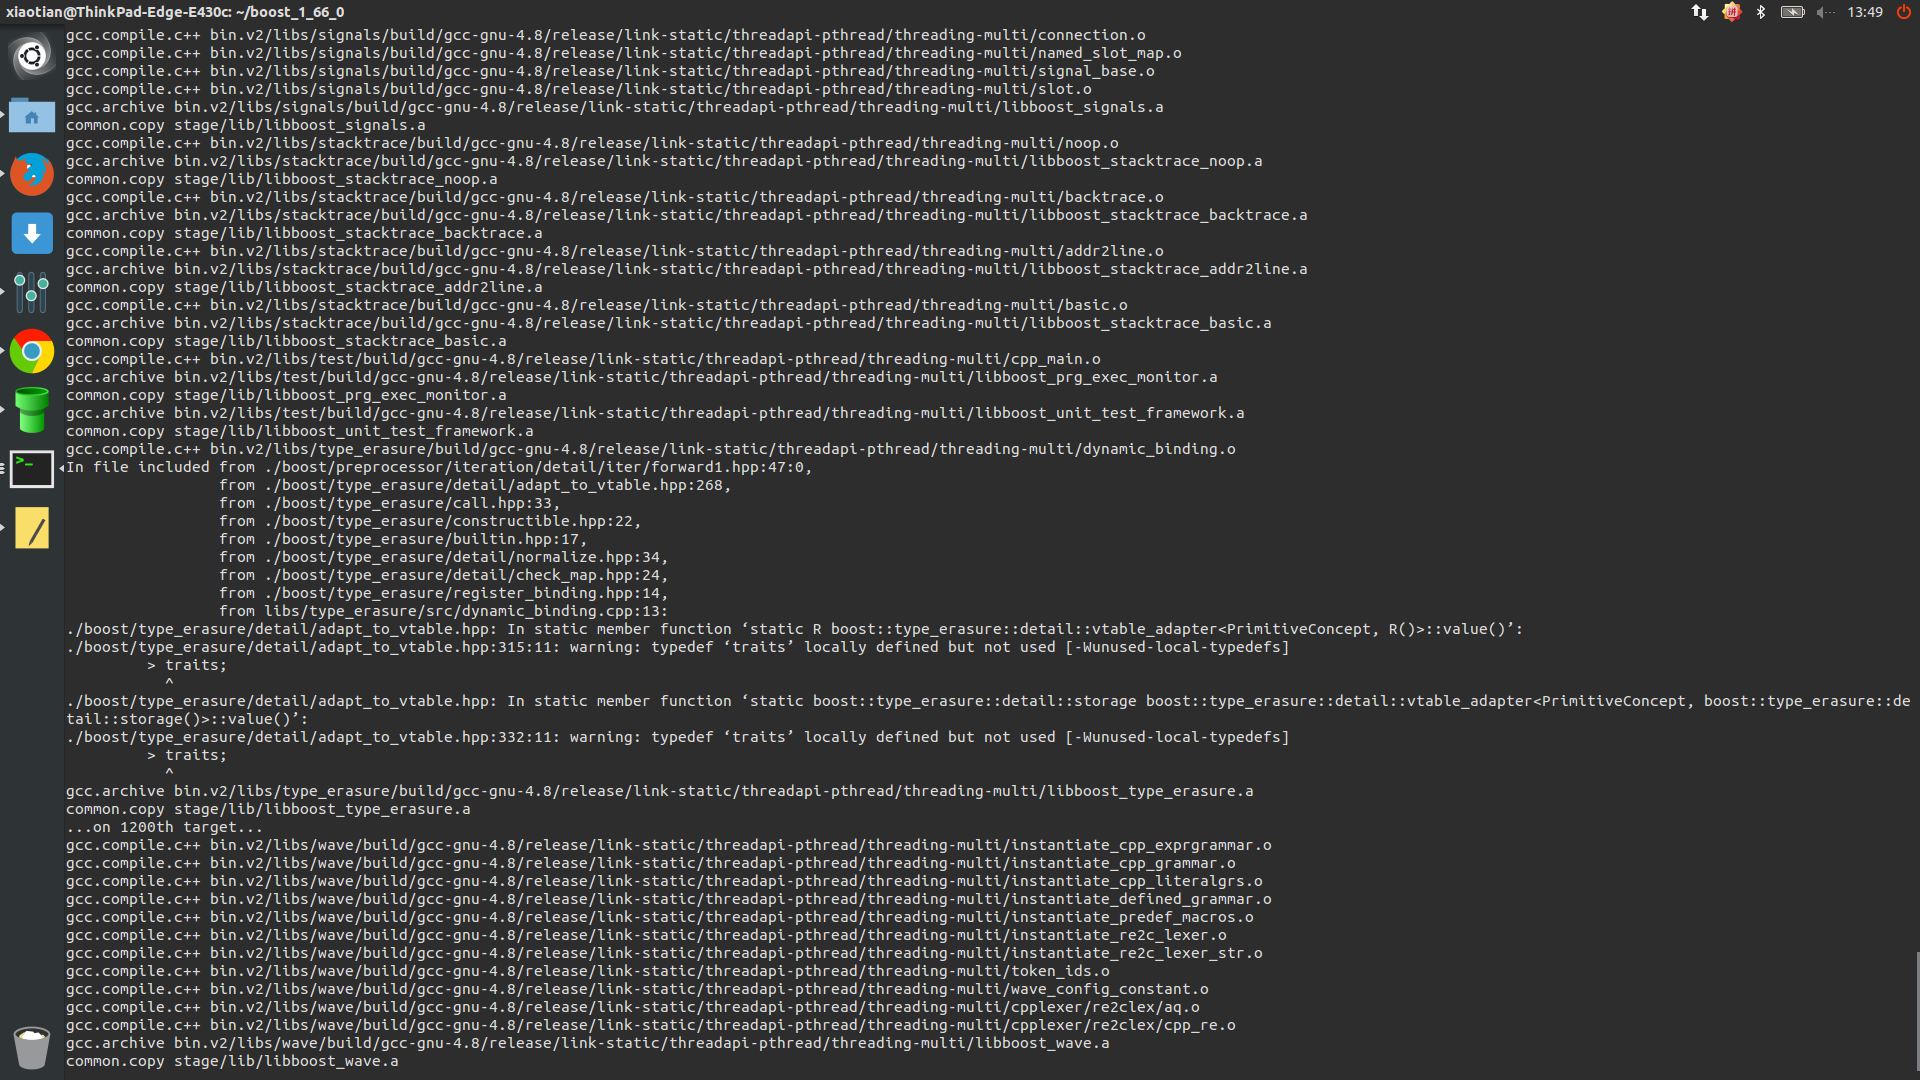 xiaotian@ThinkPad-Edge-E430c: ~/boost_1_66_0
13:49
gcc.compile.c++ bin.v2/libs/signals/build/gcc-gnu-4.8/release/link-static/threadapi-pthread/threading-multi/connection.o
gcc.compile.c++ bin.v2/libs/signals/build/gcc-gnu-4.8/release/link-static/threadapi-pthread/threading-multi/named_slot_map.o
gcc.compile.c++ bin.v2/libs/signals/build/gcc-gnu-4.8/release/link-static/threadapi-pthread/threading-multi/signal_base.o
gcc.compile.c++ bin.v2/libs/signals/build/gcc-gnu-4.8/release/link-static/threadapi-pthread/threading-multi/slot.o
gcc.archive bin.v2/libs/signals/build/gcc-gnu-4.8/release/link-static/threadapi-pthread/threading-multi/libboost_signals.a
common.copy stage/lib/libboost_signals.a
gcc.compile.c++ bin.v2/libs/stacktrace/build/gcc-gnu-4.8/release/link-static/threadapi-pthread/threading-multi/noop.o
gcc.archive bin.v2/libs/stacktrace/build/gcc-gnu-4.8/release/link-static/threadapi-pthread/threading-multi/libboost_stacktrace_noop.a
common.copy stage/lib/libboost_stacktrace_noop.a
gcc.compile.c++ bin.v2/libs/stacktrace/build/gcc-gnu-4.8/release/link-static/threadapi-pthread/threading-multi/backtrace.o
gcc.archive bin.v2/libs/stacktrace/build/gcc-gnu-4.8/release/link-static/threadapi-pthread/threading-multi/libboost_stacktrace_backtrace.a
common.copy stage/lib/libboost_stacktrace_backtrace.a
gcc.compile.c++ bin.v2/libs/stacktrace/build/gcc-gnu-4.8/release/link-static/threadapi-pthread/threading-multi/addr2line.o
gcc.archive bin.v2/libs/stacktrace/build/gcc-gnu-4.8/release/link-static/threadapi-pthread/threading-multi/libboost_stacktrace_addr2line.a
common.copy stage/lib/libboost_stacktrace_addr2line.a
gcc.compile.c++ bin.v2/libs/stacktrace/build/gcc-gnu-4.8/release/link-static/threadapi-pthread/threading-multi/basic.o
gcc.archive bin.v2/libs/stacktrace/build/gcc-gnu-4.8/release/link-static/threadapi-pthread/threading-multi/libboost_stacktrace_basic.a
common.copy stage/lib/libboost_stacktrace_basic.a
gcc.compile.c++ bin.v2/libs/test/build/gcc-gnu-4.8/release/link-static/threadapi-pthread/threading-multi/cpp_main.o
gcc.archive bin.v2/libs/test/build/gcc-gnu-4.8/release/link-static/threadapi-pthread/threading-multi/libboost_prg_exec_monitor.a
common.copy stage/lib/libboost_prg_exec_monitor.a
gcc.archive bin.v2/libs/test/build/gcc-gnu-4.8/release/link-static/threadapi-pthread/threading-multi/libboost_unit_test_framework.a
common.copy stage/lib/libboost_unit_test_framework.a
gcc.compile.c++ bin.v2/libs/type_erasure/build/gcc-gnu-4.8/release/link-static/threadapi-pthread/threading-multi/dynamic_binding.o
In file included from ./boost/preprocessor/iteration/detail/iter/forward1.hpp:47:0,
from ./boost/type_erasure/detail/adapt_to_vtable.hpp:268,
from ./boost/type_erasure/call.hpp:33,
from ./boost/type_erasure/constructible.hpp:22,
from ./boost/type_erasure/builtin.hpp:17,
from ./boost/type_erasure/detail/normalize.hpp:34,
from ./boost/type_erasure/detail/check_map.hpp:24,
from ./boost/type_erasure/register_binding.hpp:14,
from libs/type_erasure/src/dynamic_binding.cpp:13:
./boost/type_erasure/detail/adapt_to_vtable.hpp: In static member function ‘static R boost::type_erasure::detail::vtable_adapter<PrimitiveConcept, R()>::value()’:
./boost/type_erasure/detail/adapt_to_vtable.hpp:315:11: warning: typedef ‘traits’ locally defined but not used [-Wunused-local-typedefs]
> traits;
^
./boost/type_erasure/detail/adapt_to_vtable.hpp: In static member function ‘static boost::type_erasure::detail::storage boost::type_erasure::detail::vtable_adapter<PrimitiveConcept, boost::type_erasure::de
tail::storage()>::value()’:
./boost/type_erasure/detail/adapt_to_vtable.hpp:332:11: warning: typedef ‘traits’ locally defined but not used [-Wunused-local-typedefs]
> traits;
^
gcc.archive bin.v2/libs/type_erasure/build/gcc-gnu-4.8/release/link-static/threadapi-pthread/threading-multi/libboost_type_erasure.a
common.copy stage/lib/libboost_type_erasure.a
...on 1200th target...
gcc.compile.c++ bin.v2/libs/wave/build/gcc-gnu-4.8/release/link-static/threadapi-pthread/threading-multi/instantiate_cpp_exprgrammar.o
gcc.compile.c++ bin.v2/libs/wave/build/gcc-gnu-4.8/release/link-static/threadapi-pthread/threading-multi/instantiate_cpp_grammar.o
gcc.compile.c++ bin.v2/libs/wave/build/gcc-gnu-4.8/release/link-static/threadapi-pthread/threading-multi/instantiate_cpp_literalgrs.o
gcc.compile.c++ bin.v2/libs/wave/build/gcc-gnu-4.8/release/link-static/threadapi-pthread/threading-multi/instantiate_defined_grammar.o
gcc.compile.c++ bin.v2/libs/wave/build/gcc-gnu-4.8/release/link-static/threadapi-pthread/threading-multi/instantiate_predef_macros.o
gcc.compile.c++ bin.v2/libs/wave/build/gcc-gnu-4.8/release/link-static/threadapi-pthread/threading-multi/instantiate_re2c_lexer.o
gcc.compile.c++ bin.v2/libs/wave/build/gcc-gnu-4.8/release/link-static/threadapi-pthread/threading-multi/instantiate_re2c_lexer_str.o
gcc.compile.c++ bin.v2/libs/wave/build/gcc-gnu-4.8/release/link-static/threadapi-pthread/threading-multi/token_ids.o
gcc.compile.c++ bin.v2/libs/wave/build/gcc-gnu-4.8/release/link-static/threadapi-pthread/threading-multi/wave_config_constant.o
gcc.compile.c++ bin.v2/libs/wave/build/gcc-gnu-4.8/release/link-static/threadapi-pthread/threading-multi/cpplexer/re2clex/aq.o
gcc.compile.c++ bin.v2/libs/wave/build/gcc-gnu-4.8/release/link-static/threadapi-pthread/threading-multi/cpplexer/re2clex/cpp_re.o
gcc.archive bin.v2/libs/wave/build/gcc-gnu-4.8/release/link-static/threadapi-pthread/threading-multi/libboost_wave.a
common.copy stage/lib/libboost_wave.a